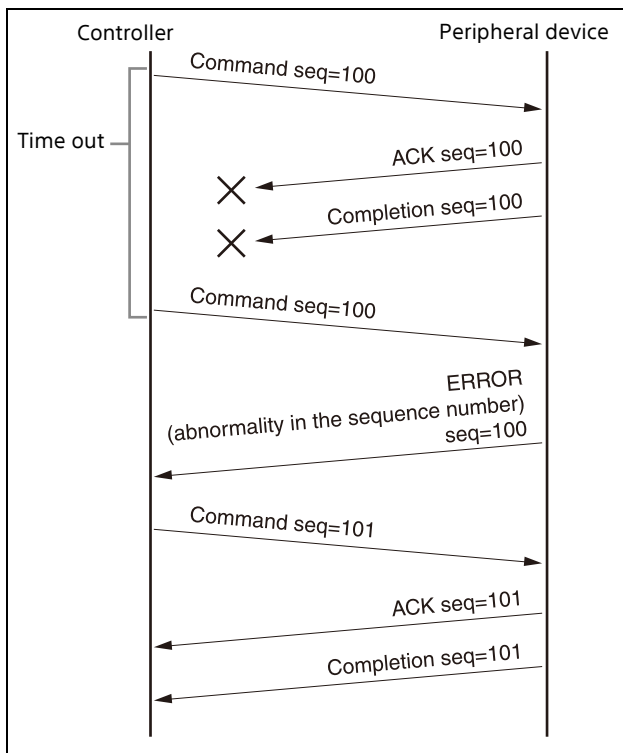 Controller
Peripheral device
Command seq=100
Time out
ACK seq=100
Completion seq=100
Command seq=100
ERROR
(abnormality in the sequence number)
seq=100
Command seq=101
ACK seq=101
Completion seq=101